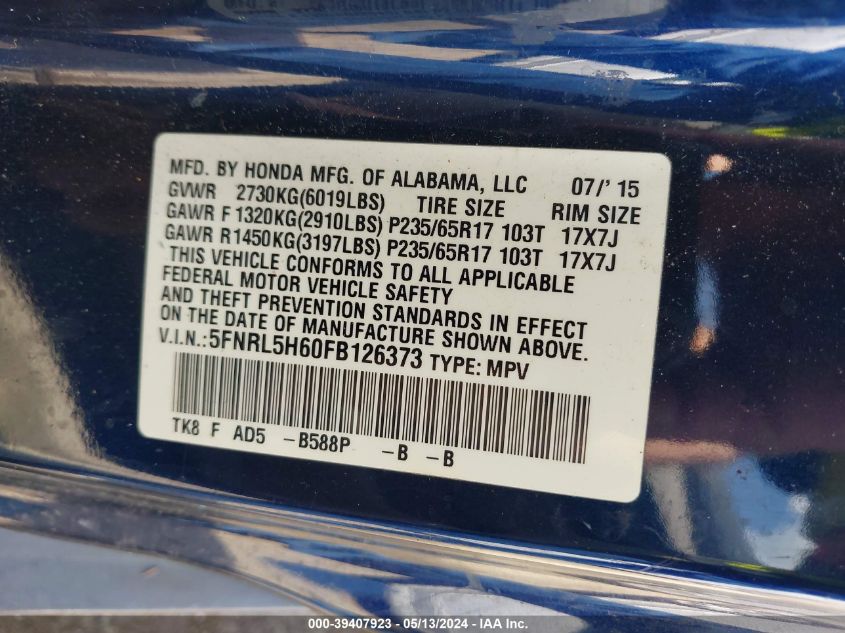 MFD. BY HONDA MFG. OF ALABAMA, LLC 07/' 15
GVWR 2730KG(6019LBS) TIRE SIZE RIM SIZE
GAWR F 1320KG(2910LBS) P235/65R17 103T 17X7J
GAWR R1450KG(3197LBS) P235/65R17 103T 17X7J
THIS VEHICLE CONFORMS TO ALL APPLICABLE
FEDERAL MOTOR VEHICLE SAFETY
AND THEFT PREVENTION STANDARDS IN EFFECT
ON THE DATE OF MANUFACTURE SHOWN ABOVE.
V.I.N.:5FNRL5H60FB126373 TYPE: MPV
TK8 F AD5 -B588P -B -B
000-39407923 - 05/13/2024 - IAA Inc.